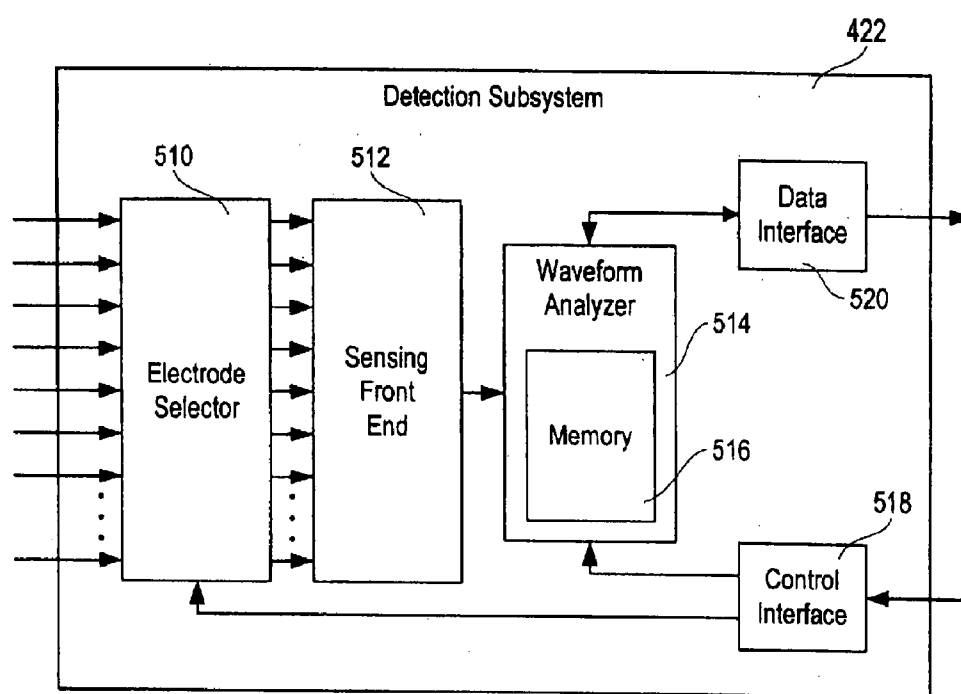 422
Detection Subsystem
510
512
Data
Interface
520
Waveform
Analyzer
514
Electrode
Selector
Sensing
Front
End
Memory
516
518
Control
Interface